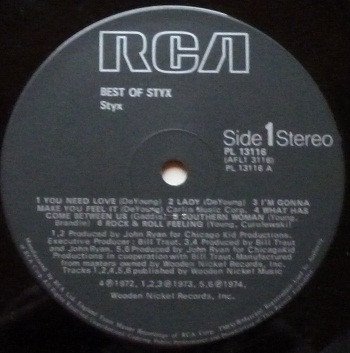 RCA
BEST OF STYX
Styx
Side 1 Stereo
PL 13116
(AFL1 3116)
PL 13116 A
1 YOU NEED LOVE (DeYoung) 2 LADY (DeYoung) 3 I'M GONNA
MAKE YOU FEEL IT (DeYoung) Carlin Music Corp. 4 WHAT HAS
COME BETWEEN US (Gaddis) 5 SOUTHERN WOMAN (Young,
Brandle) 6 ROCK & ROLL FEELING (Young, Curulewski)
1,2 Produced by John Ryan for Chicago Kid Productions.
Executive Producer: Bill Traut, 3,4 Produced by Bill Traut
and John Ryan, 5,6 Produced by John Ryan for Chicagokid
Productions in cooperation with Bill Traut. Manufactured
from masters owned by Wooden Nickel Records, Inc.
Tracks 1,2,4,5,6 published by Wooden Nickel Music
℗ 1972, 1,2,3 ℗ 1973, 5,6 ℗ 1974,
Wooden Nickel Records, Inc.